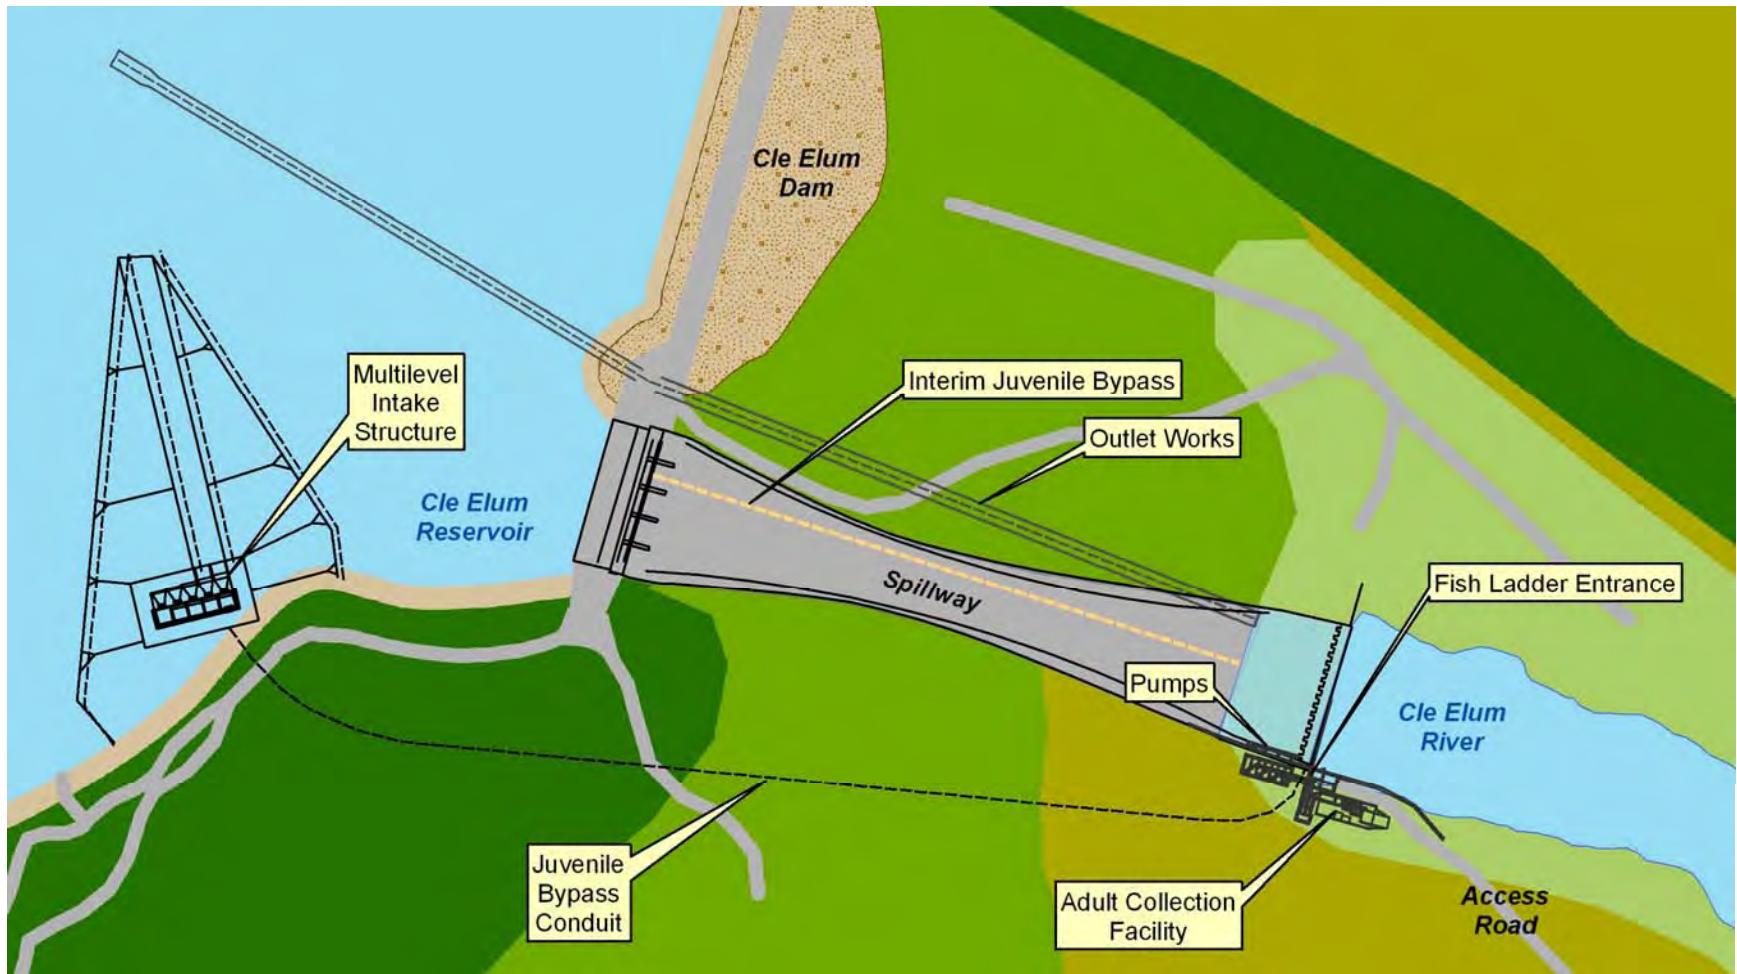 Cle Elum
Dam
Multilevel
Intake
Structure
Interim Juvenile Bypass
Outlet Works
Cle Elum
Reservoir
Fish Ladder Entrance
Spillway
Pumps
Cle Elum
River
Juvenile
Bypass
Conduit
Adult Collection
Facility
Access
Road